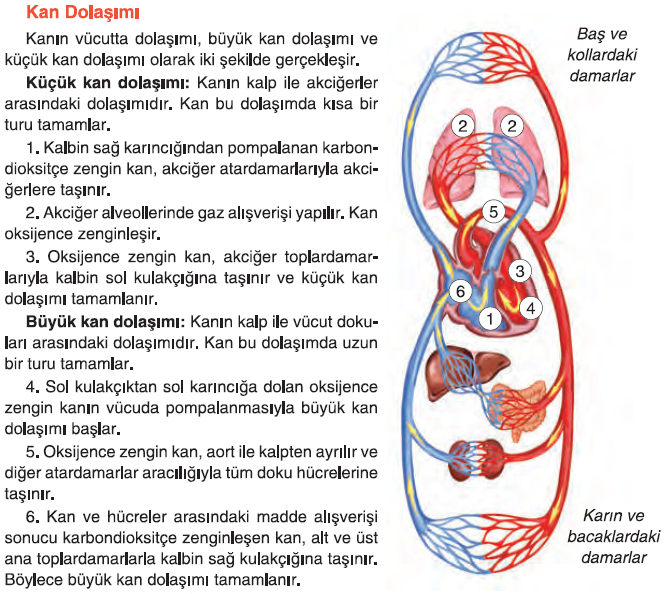 Kan Dolaşımı
Kanın vücutta dolaşımı, büyük kan dolaşımı ve
küçük kan dolaşımı olarak iki şekilde gerçekleşir.
Küçük kan dolaşımı: Kanın kalp ile akciğerler
arasındaki dolaşımıdır. Kan bu dolaşımda kısa bir
turu tamamlar.
1. Kalbin sağ karıncığından pompalanan karbon-
dioksitçe zengin kan, akciğer atardamarlarıyla akci-
ğerlere taşınır.
2. Akciğer alveollerinde gaz alışverişi yapılır. Kan
oksijence zenginleşir.
3. Oksijence zengin kan, akciğer toplardamar-
larıyla kalbin sol kulakçığına taşınır ve küçük kan
dolaşımı tamamlanır.
Büyük kan dolaşımı: Kanın kalp ile vücut doku-
ları arasındaki dolaşımıdır. Kan bu dolaşımda uzun
bir turu tamamlar.
4. Sol kulakçıktan sol karıncığa dolan oksijence
zengin kanın vücuda pompalanmasıyla büyük kan
dolaşımı başlar.
5. Oksijence zengin kan, aort ile kalpten ayrılır ve
diğer atardamarlar aracılığıyla tüm doku hücrelerine
taşınır.
6. Kan ve hücreler arasındaki madde alışverişi
sonucu karbondioksitçe zenginleşen kan, alt ve üst
ana toplardamarlarla kalbin sağ kulakçığına taşınır.
Böylece büyük kan dolaşımı tamamlanır.
Baş ve
kollardaki
damarlar
2 2
5
3
6
4
1
Karın ve
bacaklardaki
damarlar